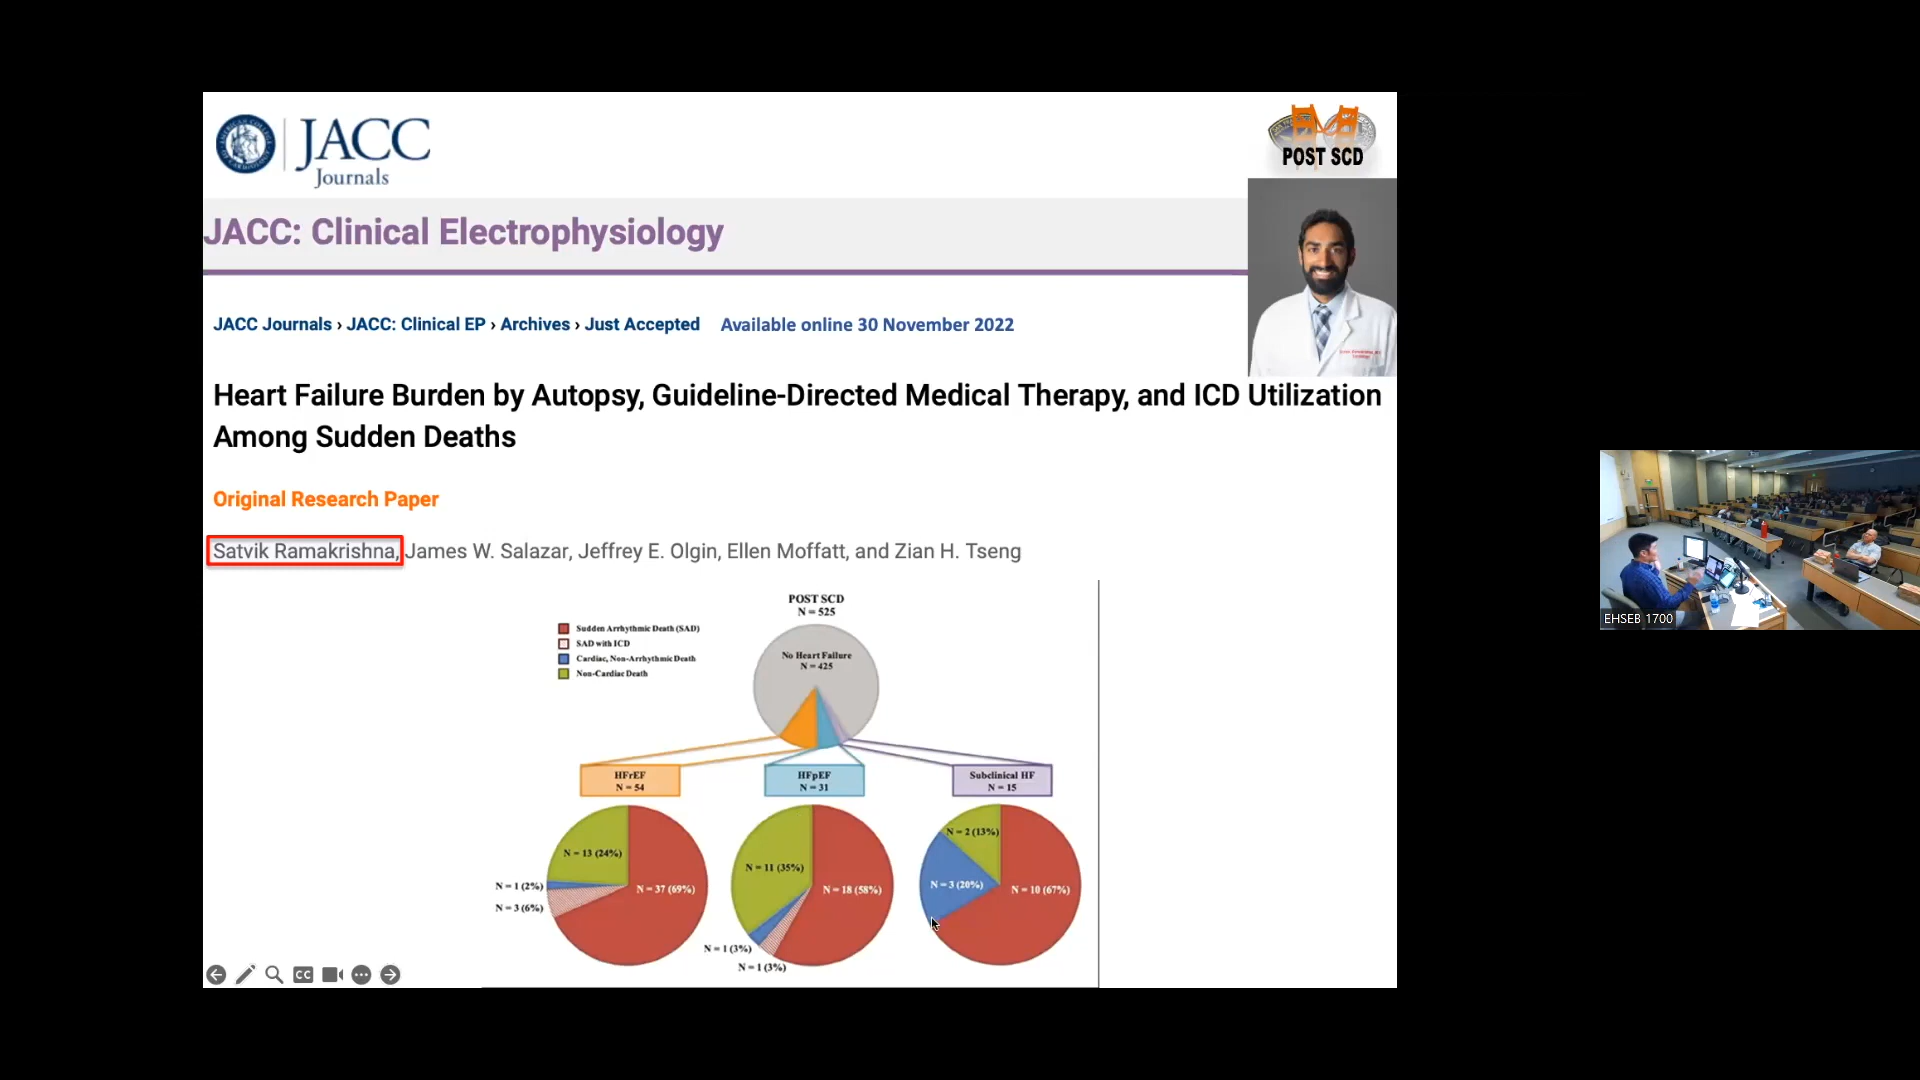 JACC
Journals
POST SCD
JACC: Clinical Electrophysiology
JACC Journals › JACC: Clinical EP › Archives › Just Accepted Available online 30 November 2022
Heart Failure Burden by Autopsy, Guideline-Directed Medical Therapy, and ICD Utilization
Among Sudden Deaths
Original Research Paper
Satvik Ramakrishna, James W. Salazar, Jeffrey E. Olgin, Ellen Moffatt, and Zian H. Tseng
POST SCD
N = 525
Sudden Arrhythmic Death (SAD)
SAD with ICD
Cardiac, Non-Arrhythmic Death
Non-Cardiac Death
No Heart Failure
N = 425
HFrEF
N = 54
HFpEF
N = 31
Subclinical HF
N = 15
N = 13 (24%)
N = 1 (2%)
N = 3 (6%)
N = 37 (69%)
N = 11 (35%)
N = 18 (58%)
N = 1 (3%)
N = 1 (3%)
N = 2 (13%)
N = 3 (20%)
N = 10 (67%)
CC
EHSEB 1700